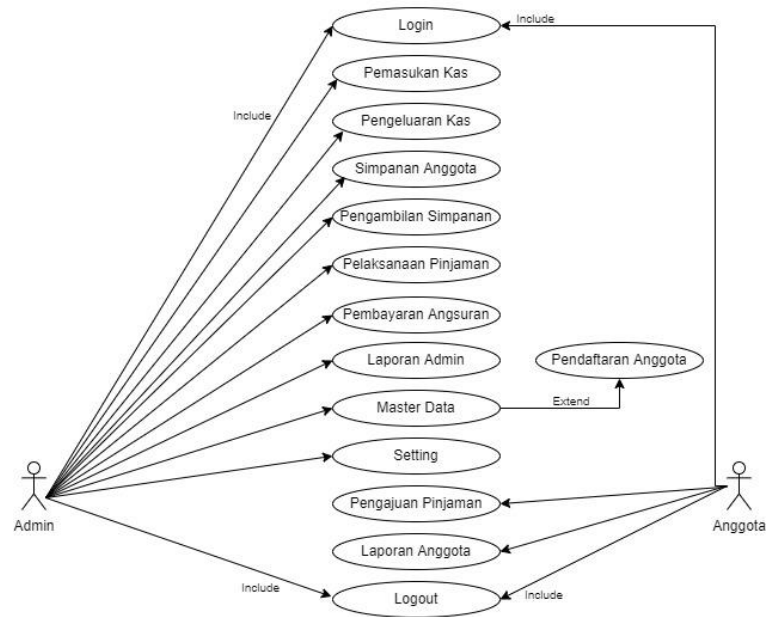 Login
Include
Pemasukan Kas
Include
Pengeluaran Kas
Simpanan Anggota
Pengambilan Simpanan
Pelaksanaan Pinjaman
Pembayaran Angsuran
Laporan Admin
Pendaftaran Anggota
Master Data
Extend
Setting
Pengajuan Pinjaman
Admin
Anggota
Laporan Anggota
Include
Logout
Include